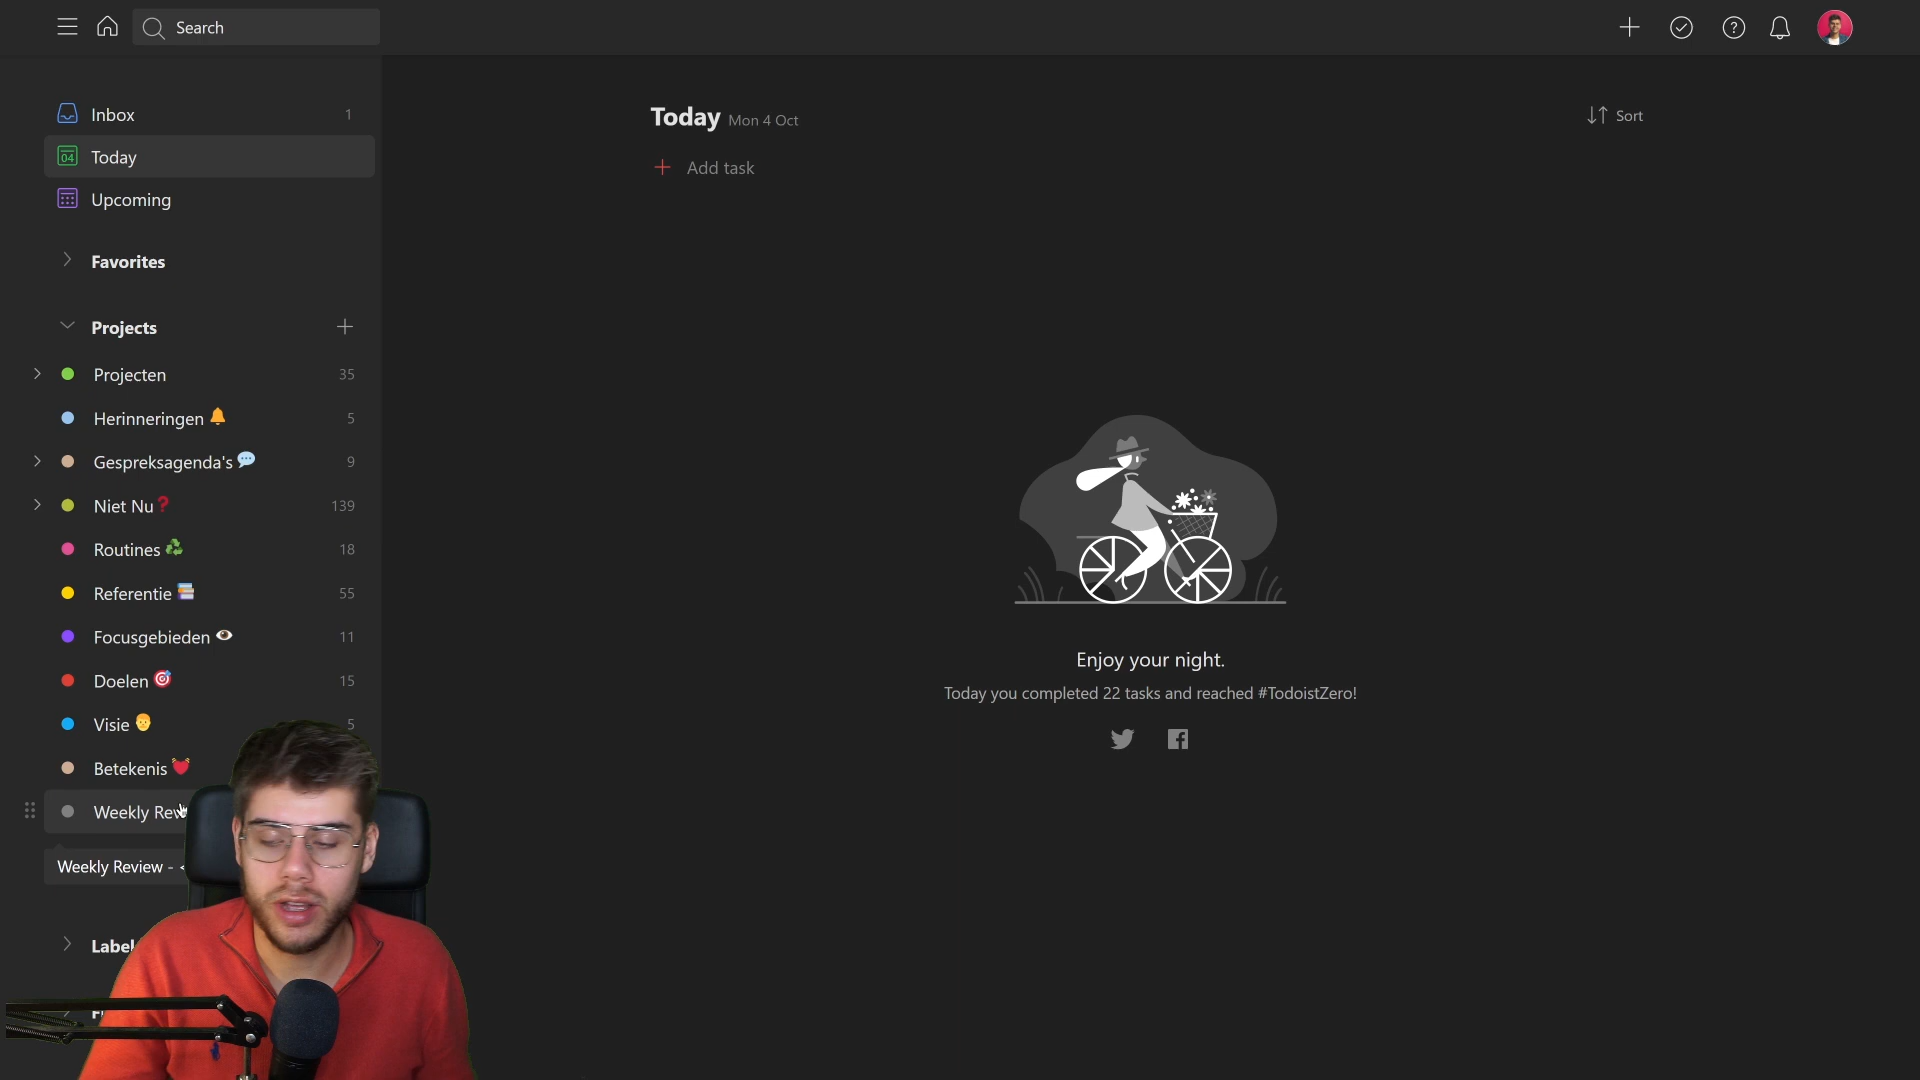 Search
Inbox 1
04 Today
Upcoming
Favorites
Projects
Projecten 35
Herinneringen 5
Gespreksagenda's 9
Niet Nu❓ 139
Routines 18
Referentie 55
Focusgebieden 11
Doelen 15
Visie 5
Betekenis
Weekly Rev
Weekly Review -
Label
Today Mon 4 Oct
Sort
Add task
Enjoy your night.
Today you completed 22 tasks and reached #TodoistZero!